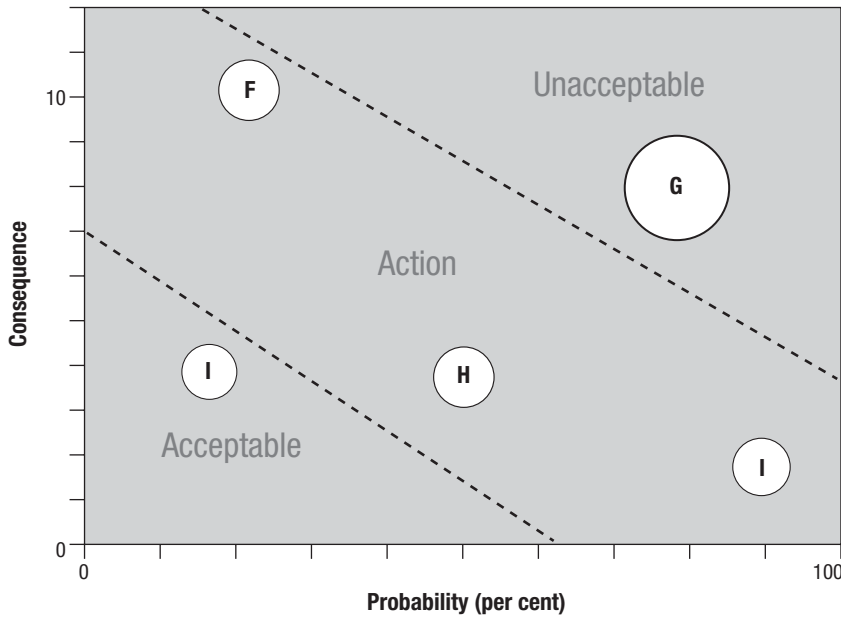 F
Unacceptable
10
G
Action
Consequence
I
H
Acceptable
I
0
0
100
Probability (per cent)